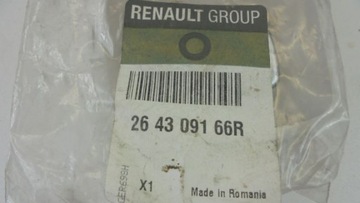 RENAULT GROUP
26 43 091 66R
X1
Made in Romania